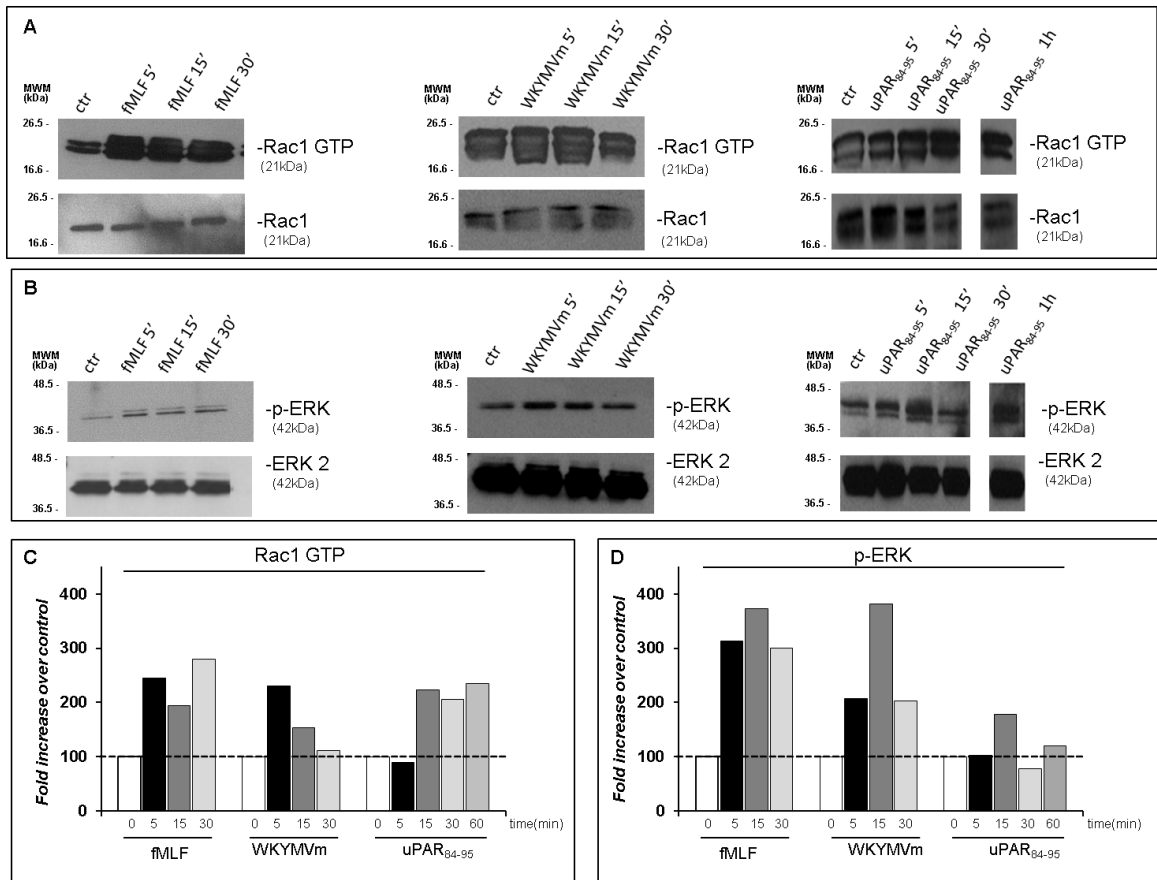 A
MWM
(kDa)
ctr
fMLF 5’
fMLF 15’
fMLF 30’
26.5 -
16.6 -
-Rac1 GTP
(21kDa)
26.5 -
16.6 -
-Rac1
(21kDa)
MWM
(kDa)
ctr
WKYMVm 5’
WKYMVm 15’
WKYMVm 30’
26.5 -
16.6 -
-Rac1 GTP
(21kDa)
26.5 -
16.6 -
-Rac1
(21kDa)
MWM
(kDa)
ctr
uPAR84-95 5’
uPAR84-95 15’
uPAR84-95 30’
uPAR84-95 1h
26.5 -
16.6 -
-Rac1 GTP
(21kDa)
26.5 -
16.6 -
-Rac1
(21kDa)
B
MWM
(kDa)
ctr
fMLF 5’
fMLF 15’
fMLF 30’
48.5 -
36.5 -
-p-ERK
(42kDa)
48.5 -
36.5 -
-ERK 2
(42kDa)
MWM
(kDa)
ctr
WKYMVm 5’
WKYMVm 15’
WKYMVm 30’
48.5 -
36.5 -
-p-ERK
(42kDa)
48.5 -
36.5 -
-ERK 2
(42kDa)
MWM
(kDa)
ctr
uPAR84-95 5’
uPAR84-95 15’
uPAR84-95 30’
uPAR84-95 1h
48.5 -
36.5 -
-p-ERK
(42kDa)
48.5 -
36.5 -
-ERK 2
(42kDa)
C
Rac1 GTP
Fold increase over control
400
300
200
100
0
0 5 15 30 0 5 15 30 0 5 15 30 60 time(min)
fMLF WKYMVm uPAR84-95
D
p-ERK
Fold increase over control
400
300
200
100
0
0 5 15 30 0 5 15 30 0 5 15 30 60 time(min)
fMLF WKYMVm uPAR84-95